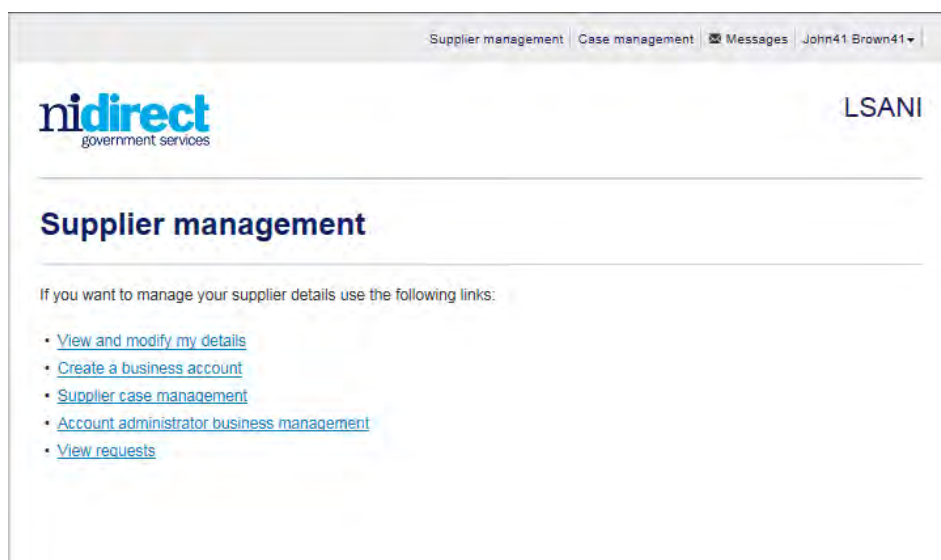 Supplier management Case management Messages John41 Brown41
nidirect
government services
LSANI
Supplier management
If you want to manage your supplier details use the following links:
• View and modify my details
• Create a business account
• Supplier case management
• Account administrator business management
• View requests